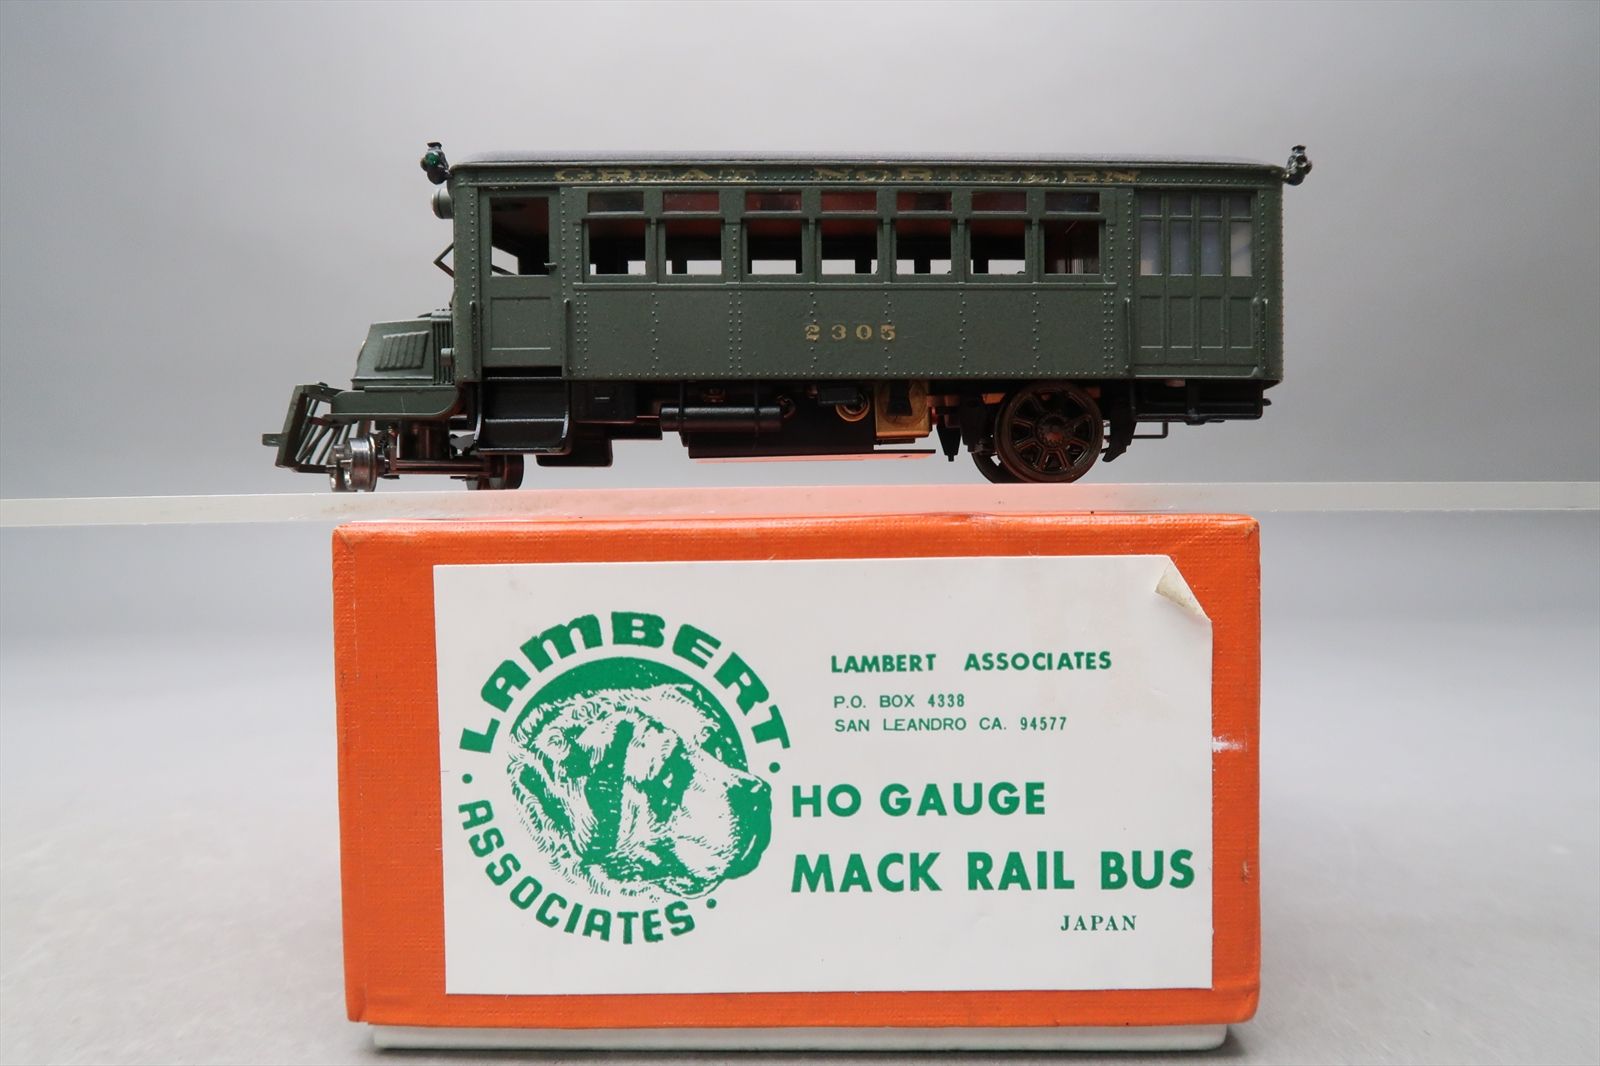 GREAT NORTHERN
2305
LAMBERT
• ASSOCIATES •
LAMBERT ASSOCIATES
P.O. BOX 4338
SAN LEANDRO CA. 94577
HO GAUGE
MACK RAIL BUS
JAPAN